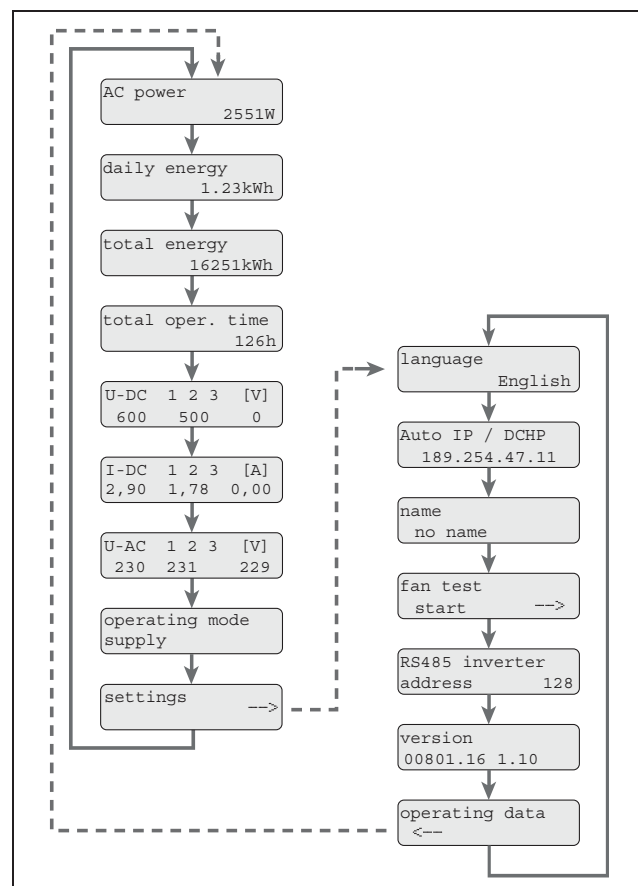 AC power
2551W
daily energy
1.23kWh
total energy
16251kWh
total oper. time
126h
U-DC 1 2 3 [V]
600 500 0
I-DC 1 2 3 [A]
2,90 1,78 0,00
U-AC 1 2 3 [V]
230 231 229
operating mode
supply
settings -->
language
English
Auto IP / DCHP
189.254.47.11
name
no name
fan test
start -->
RS485 inverter
address 128
version
00801.16 1.10
operating data
<--